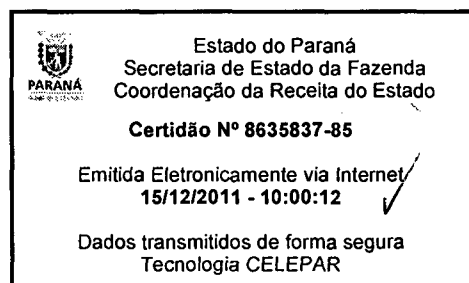 Estado do Paraná
Secretaria de Estado da Fazenda
PARANÁ
Coordenação da Receita do Estado
Certidão Nº 8635837-85
Emitida Eletronicamente via Internet
15/12/2011 - 10:00:12
Dados transmitidos de forma segura
Tecnologia CELEPAR